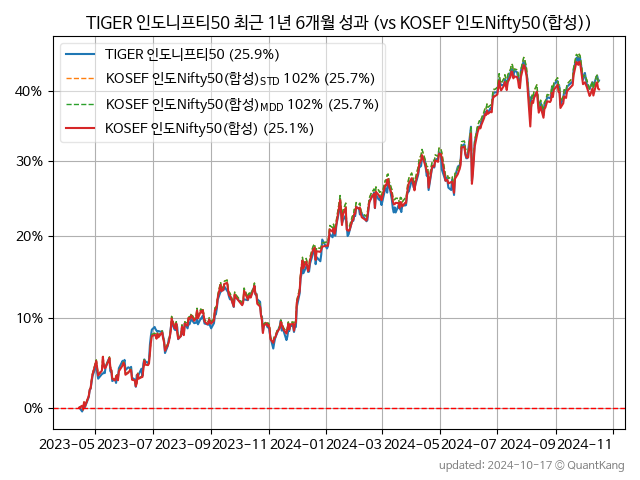 TIGER 인도니프티50 최근 1년 6개월 성과 (vs KOSEF 인도Nifty50(합성))
TIGER 인도니프티50 (25.9%)
KOSEF 인도Nifty50(합성)STD 102% (25.7%)
KOSEF 인도Nifty50(합성)MDD 102% (25.7%)
KOSEF 인도Nifty50(합성) (25.1%)
40%
30%
20%
10%
0%
2023-05 2023-07 2023-09 2023-11 2024-01 2024-03 2024-05 2024-07 2024-09 2024-11
updated: 2024-10-17 © QuantKang